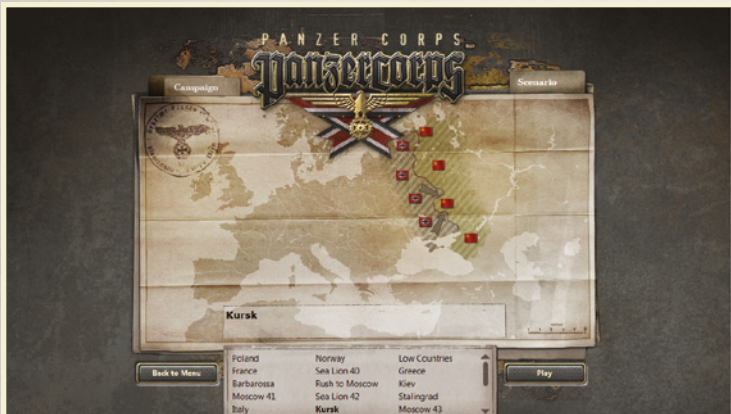 PANZER CORPS
Panzercorps
Campaign
Scenario
Kursk
Poland Norway Low Countries
France Sea Lion 40 Greece
Barbarossa Rush to Moscow Kiev
Moscow 41 Sea Lion 42 Stalingrad
Italy Kursk Moscow 43
Back to Menu
Play